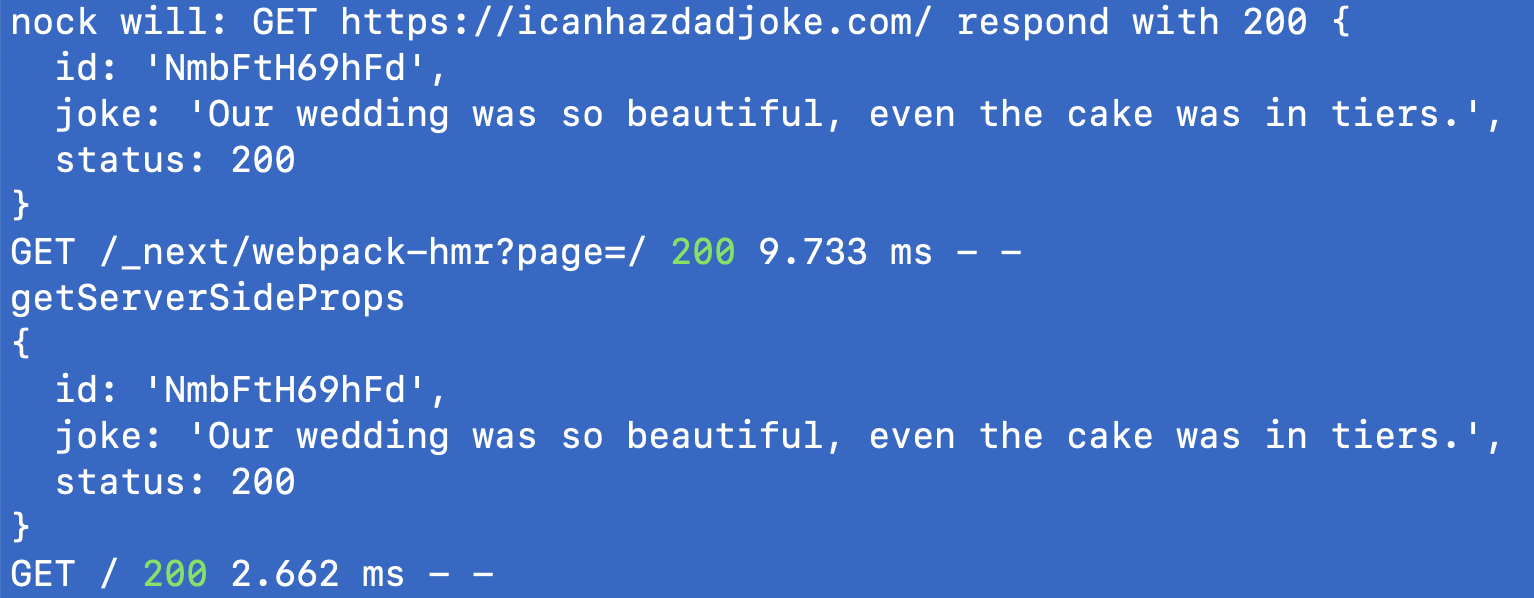 nock will: GET https://icanhazdadjoke.com/ respond with 200 {
  id: 'NmbFtH69hFd',
  joke: 'Our wedding was so beautiful, even the cake was in tiers.',
  status: 200
}
GET /_next/webpack-hmr?page=/ 200 9.733 ms - -
getServerSideProps
{
  id: 'NmbFtH69hFd',
  joke: 'Our wedding was so beautiful, even the cake was in tiers.',
  status: 200
}
GET / 200 2.662 ms - -